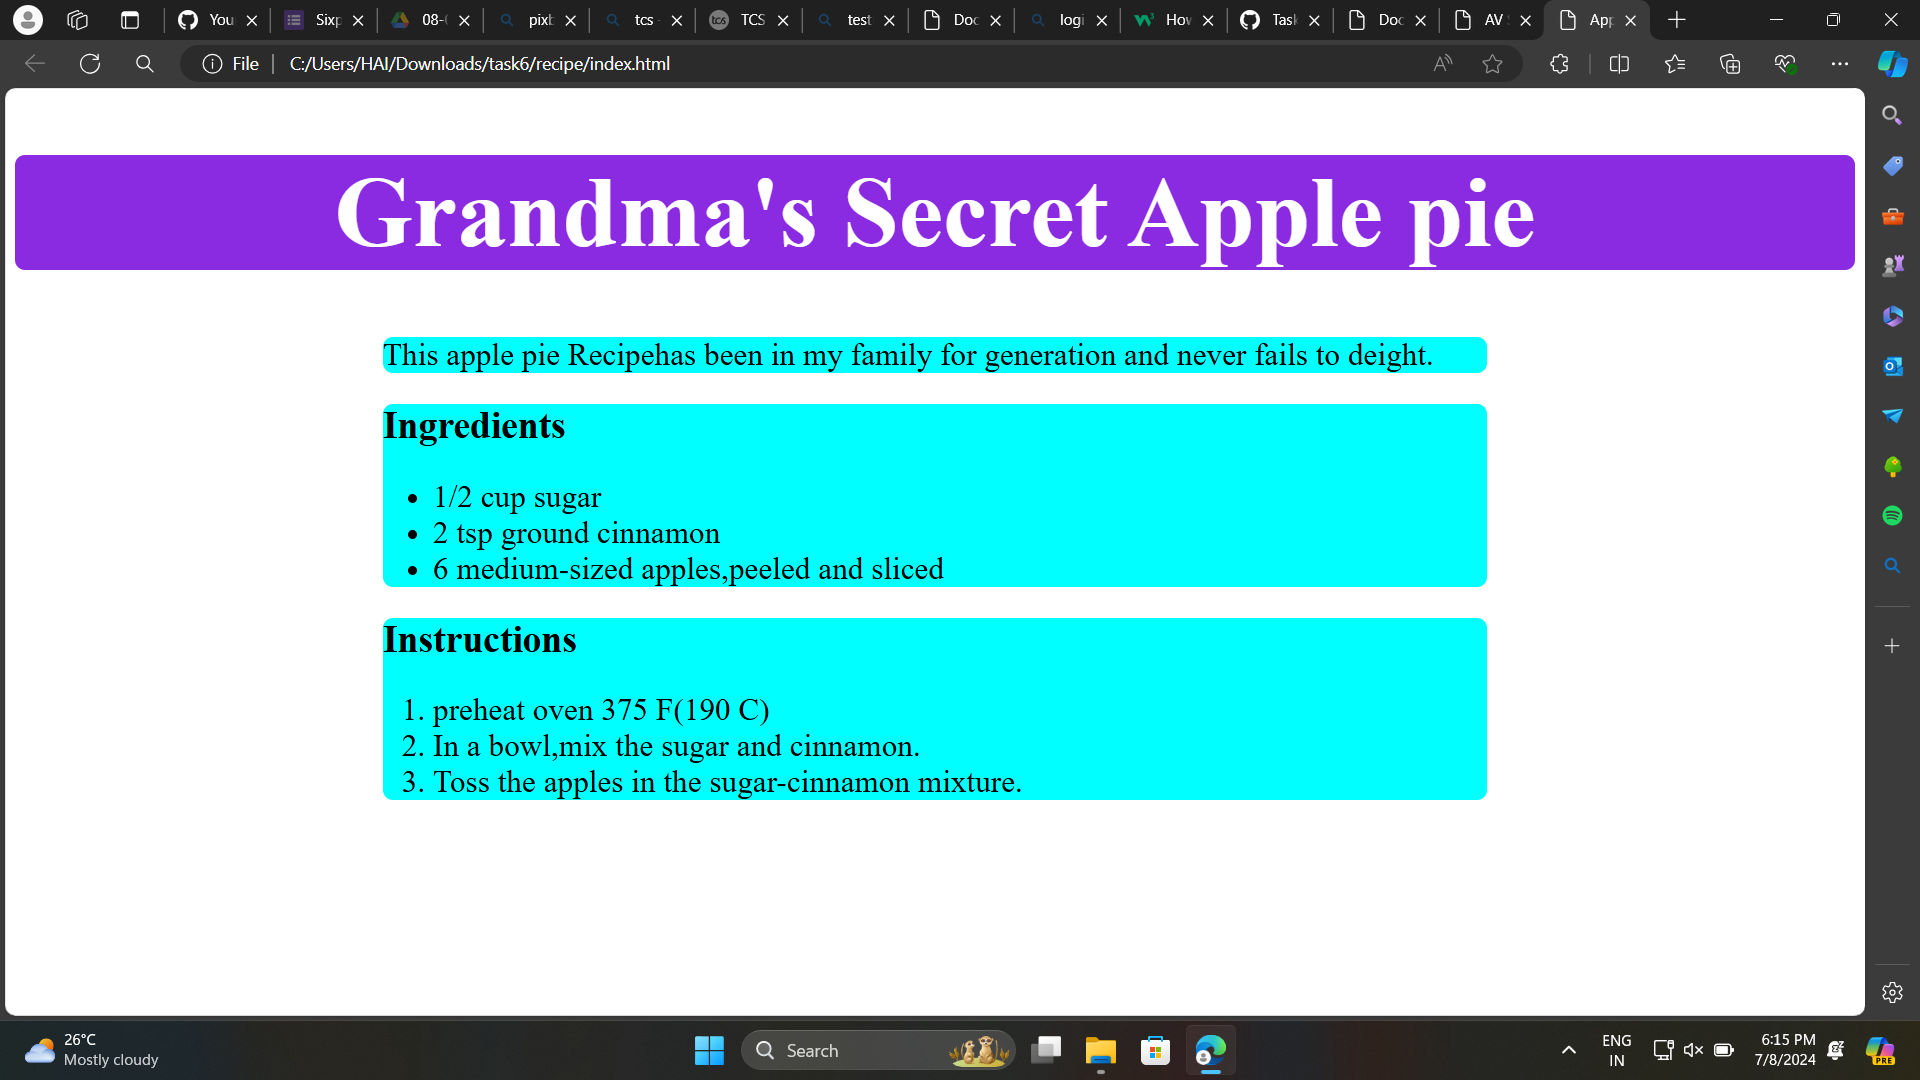 You
Sixp
08-
pixt
tcs -
TCS
test
Doc
logi
Hov
Task
Doc
AV
App
File
C:/Users/HAI/Downloads/task6/recipe/index.html
Grandma's Secret Apple pie
This apple pie Recipehas been in my family for generation and never fails to deight.
Ingredients
1/2 cup sugar
2 tsp ground cinnamon
6 medium-sized apples,peeled and sliced
Instructions
1. preheat oven 375 F(190 C)
2. In a bowl,mix the sugar and cinnamon.
3. Toss the apples in the sugar-cinnamon mixture.
26°C
Mostly cloudy
Search
ENG
IN
6:15 PM
7/8/2024
PRE